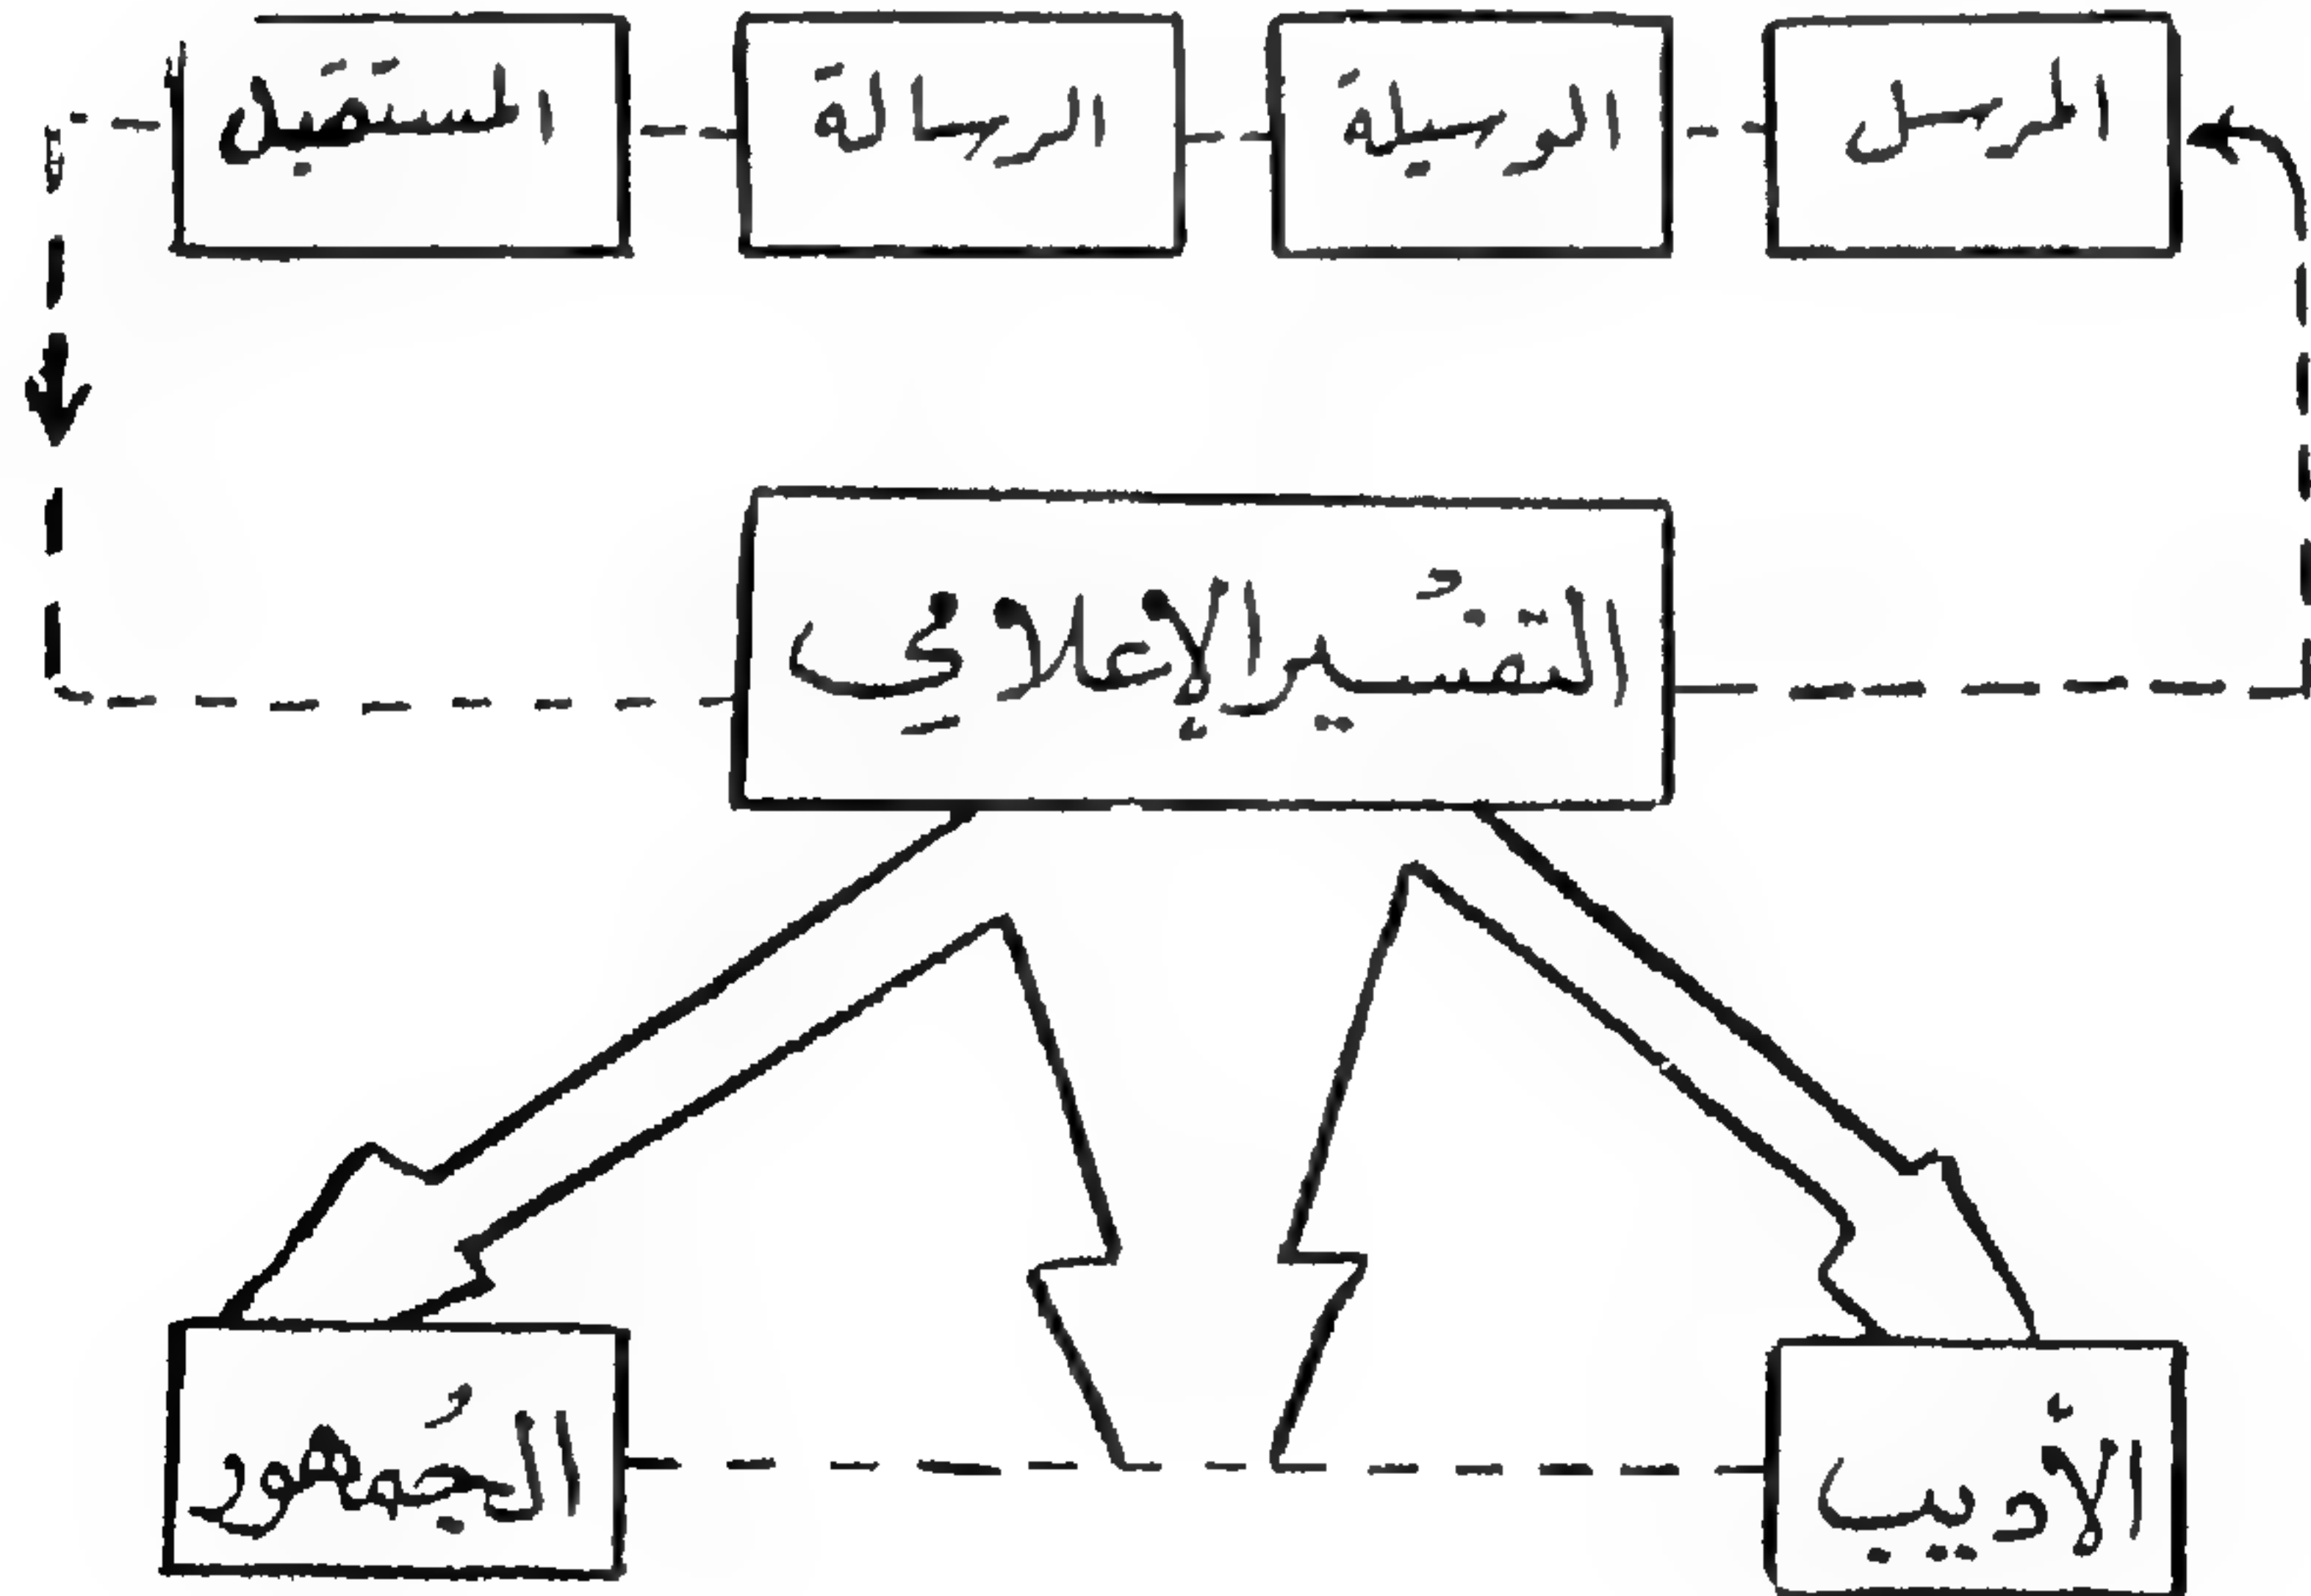 المرسل الوسيلة الرسالة المستقبل
التفسير الإعلامي
الأديب الجمهور